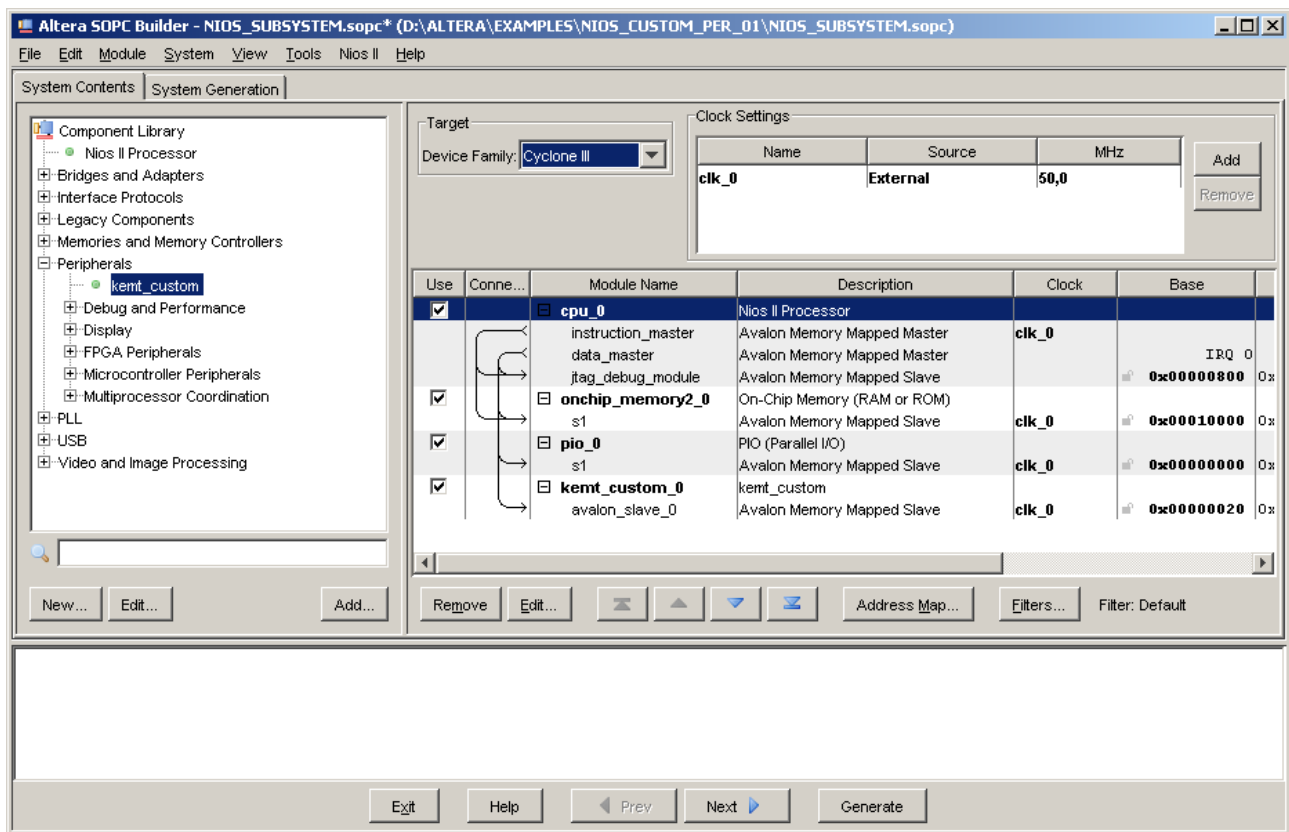 Altera SOPC Builder - NIOS_SUBSYSTEM.sopc* (D:\ALTERA\EXAMPLES\NIOS_CUSTOM_PER_01\NIOS_SUBSYSTEM.sopc)
File Edit Module System View Tools Nios II Help
System Contents System Generation
Component Library
Nios II Processor
Bridges and Adapters
Interface Protocols
Legacy Components
Memories and Memory Controllers
Peripherals
kemt_custom
Debug and Performance
Display
FPGA Peripherals
Microcontroller Peripherals
Multiprocessor Coordination
PLL
USB
Video and Image Processing
New... Edit... Add...
Target
Device Family: Cyclone III
Clock Settings
Name Source MHz
clk_0 External 50,0
Add
Remove
Use Conne... Module Name Description Clock Base
cpu_0 Nios II Processor
instruction_master Avalon Memory Mapped Master clk_0
data_master Avalon Memory Mapped Master IRQ 0
jtag_debug_module Avalon Memory Mapped Slave 0x00000800 0x
onchip_memory2_0 On-Chip Memory (RAM or ROM)
s1 Avalon Memory Mapped Slave clk_0 0x00010000 0x
pio_0 PIO (Parallel I/O)
s1 Avalon Memory Mapped Slave clk_0 0x00000000 0x
kemt_custom_0 kemt_custom
avalon_slave_0 Avalon Memory Mapped Slave clk_0 0x00000020 0x
Remove Edit... Address Map... Filters... Filter: Default
Exit Help Prev Next Generate